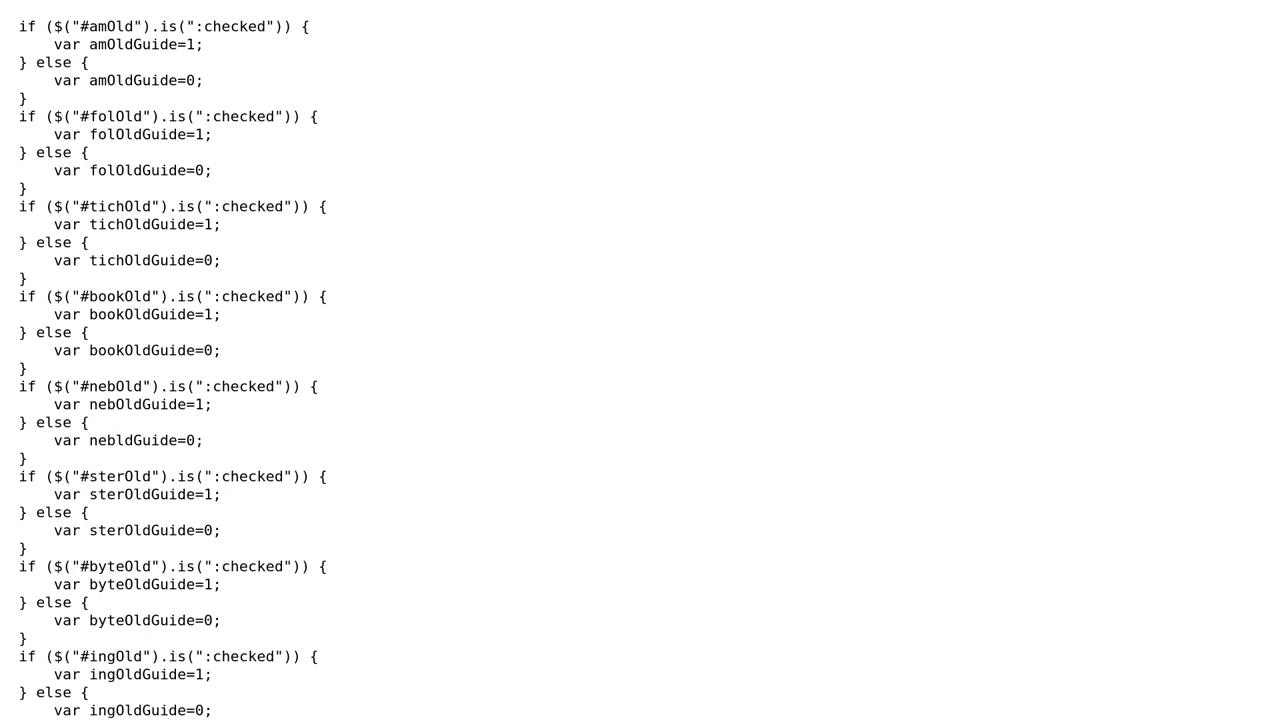 if ($("#amOld").is(":checked")) {
    var amOldGuide=1;
} else {
    var amOldGuide=0;
}
if ($("#folOld").is(":checked")) {
    var folOldGuide=1;
} else {
    var folOldGuide=0;
}
if ($("#tichOld").is(":checked")) {
    var tichOldGuide=1;
} else {
    var tichOldGuide=0;
}
if ($("#bookOld").is(":checked")) {
    var bookOldGuide=1;
} else {
    var bookOldGuide=0;
}
if ($("#nebOld").is(":checked")) {
    var nebOldGuide=1;
} else {
    var nebldGuide=0;
}
if ($("#sterOld").is(":checked")) {
    var sterOldGuide=1;
} else {
    var sterOldGuide=0;
}
if ($("#byteOld").is(":checked")) {
    var byteOldGuide=1;
} else {
    var byteOldGuide=0;
}
if ($("#ingOld").is(":checked")) {
    var ingOldGuide=1;
} else {
    var ingOldGuide=0;